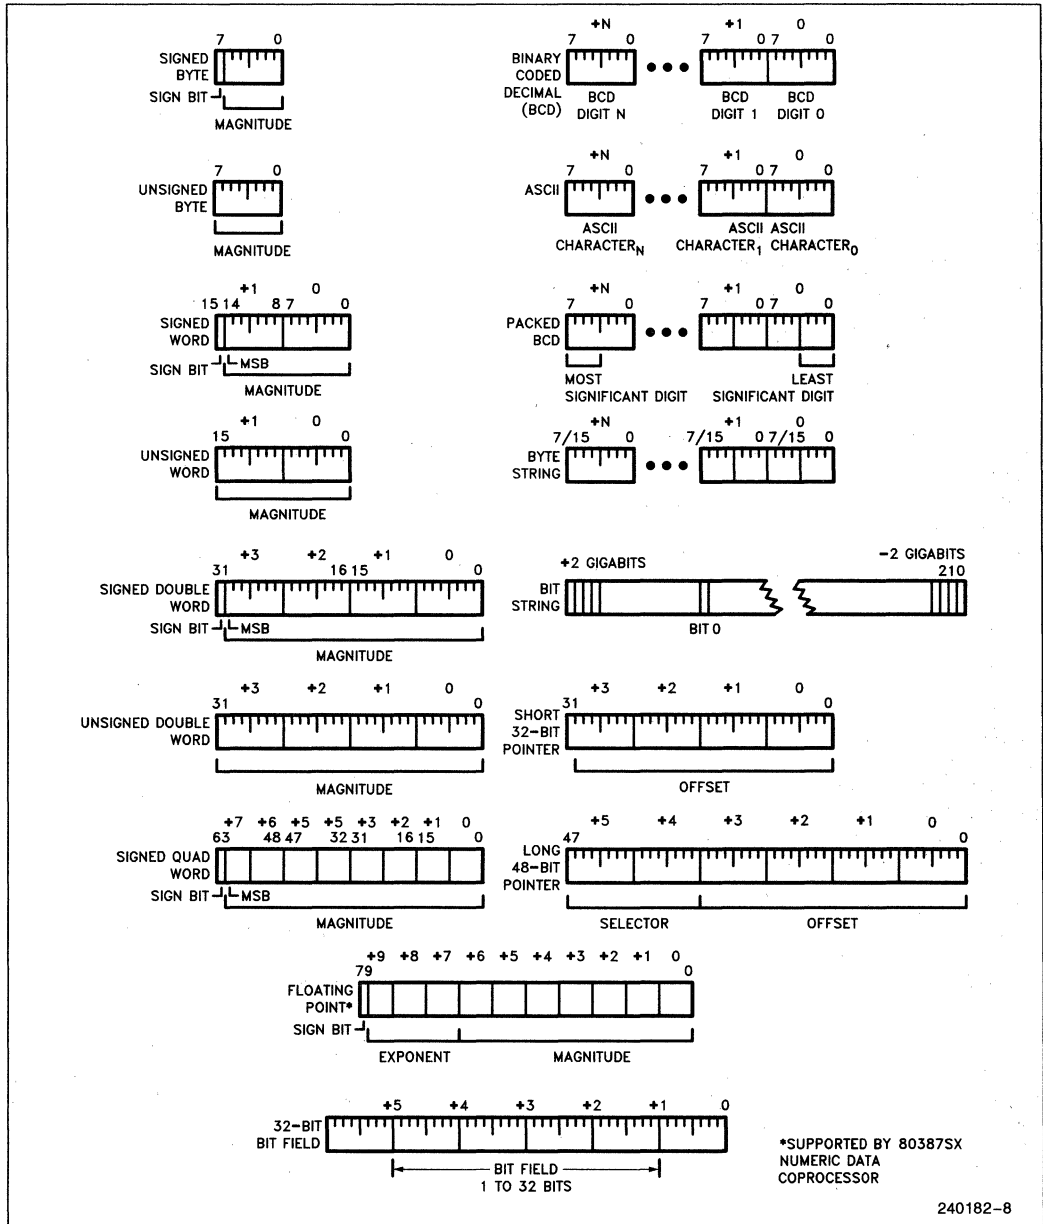 7 0
SIGNED
BYTE
SIGN BIT
MAGNITUDE
+N +1 0
7 0 7 0 7 0
BINARY
CODED
DECIMAL
(BCD)
BCD
DIGIT N
BCD
DIGIT 1
BCD
DIGIT 0
7 0
UNSIGNED
BYTE
MAGNITUDE
+N +1 0
7 0 7 0 7 0
ASCII
ASCII
CHARACTERN
ASCII
CHARACTER1
ASCII
CHARACTER0
+1 0
15 14 8 7 0
SIGNED
WORD
SIGN BIT
MSB
MAGNITUDE
+N +1 0
7 0 7 0 7 0
PACKED
BCD
MOST
SIGNIFICANT DIGIT
LEAST
SIGNIFICANT DIGIT
+1 0
15 0
UNSIGNED
WORD
MAGNITUDE
+N +1 0
7/15 0 7/15 0 7/15 0
BYTE
STRING
+3 +2 +1 0
31 16 15 0
SIGNED DOUBLE
WORD
SIGN BIT
MSB
MAGNITUDE
+2 GIGABITS
-2 GIGABITS
210
BIT
STRING
BIT 0
+3 +2 +1 0
31 0
UNSIGNED DOUBLE
WORD
MAGNITUDE
+3 +2 +1 0
31 0
SHORT
32-BIT
POINTER
OFFSET
+7 +6 +5 +5 +3 +2 +1 0
63 48 47 32 31 16 15 0
SIGNED QUAD
WORD
SIGN BIT
MSB
MAGNITUDE
+5 +4 +3 +2 +1 0
47 0
LONG
48-BIT
POINTER
SELECTOR
OFFSET
+9 +8 +7 +6 +5 +4 +3 +2 +1 0
79 0
FLOATING
POINT*
SIGN BIT
EXPONENT
MAGNITUDE
+5 +4 +3 +2 +1 0
32-BIT
BIT FIELD
BIT FIELD
1 TO 32 BITS
*SUPPORTED BY 80387SX
NUMERIC DATA
COPROCESSOR
240182-8